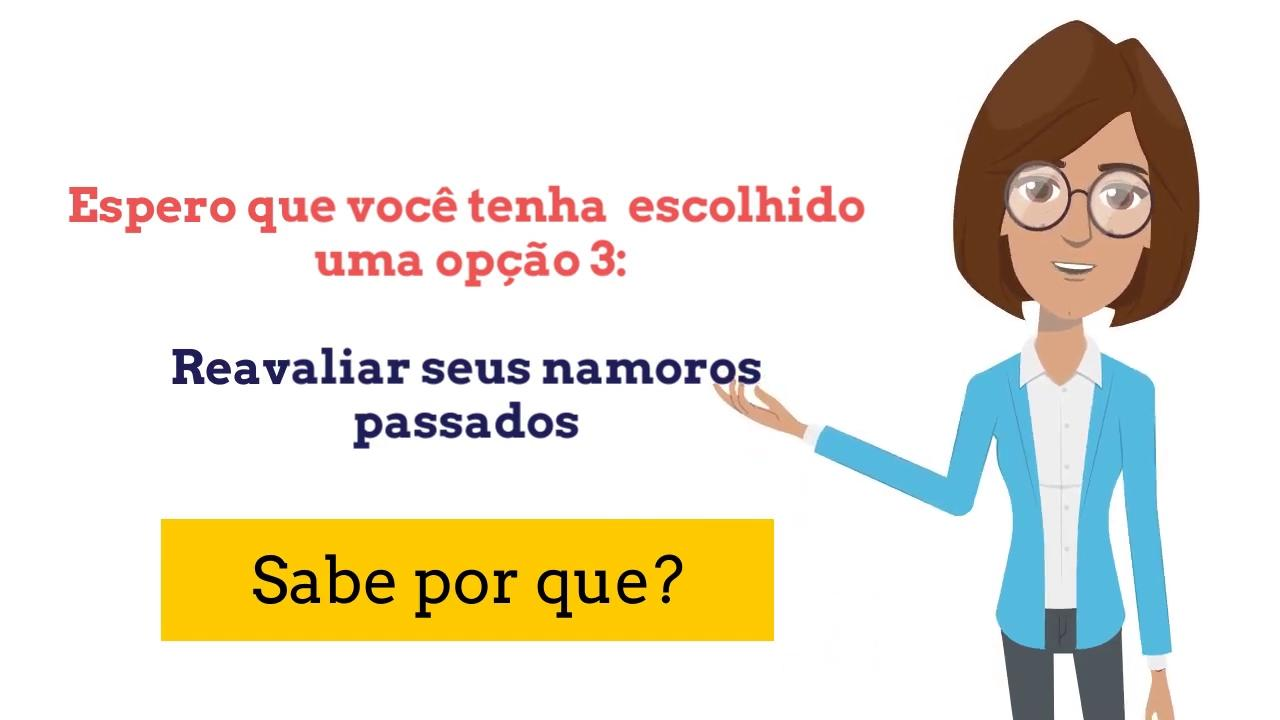 Espero que você tenha escolhido
uma opção 3:
Reavaliar seus namoros
passados
Sabe por que?